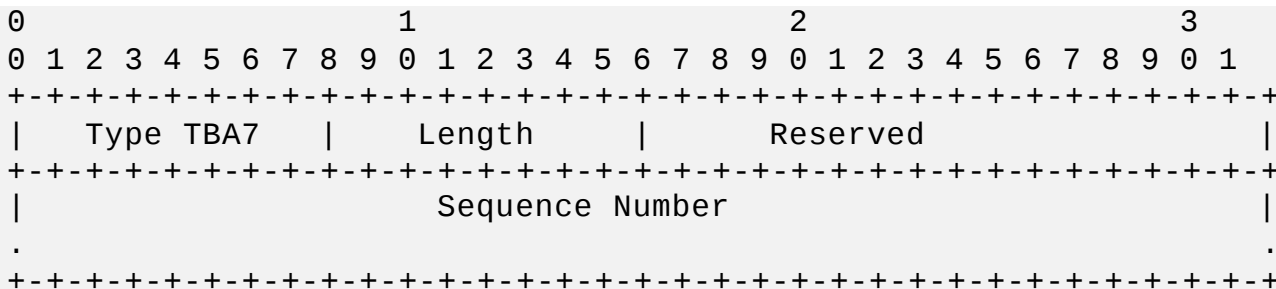 0                   1                   2                   3
0 1 2 3 4 5 6 7 8 9 0 1 2 3 4 5 6 7 8 9 0 1 2 3 4 5 6 7 8 9 0 1
+-+-+-+-+-+-+-+-+-+-+-+-+-+-+-+-+-+-+-+-+-+-+-+-+-+-+-+-+-+-+-+-+
|   Type TBA7   |    Length     |      Reserved                 |
+-+-+-+-+-+-+-+-+-+-+-+-+-+-+-+-+-+-+-+-+-+-+-+-+-+-+-+-+-+-+-+-+
|                     Sequence Number                           |
.                                                               .
+-+-+-+-+-+-+-+-+-+-+-+-+-+-+-+-+-+-+-+-+-+-+-+-+-+-+-+-+-+-+-+-+